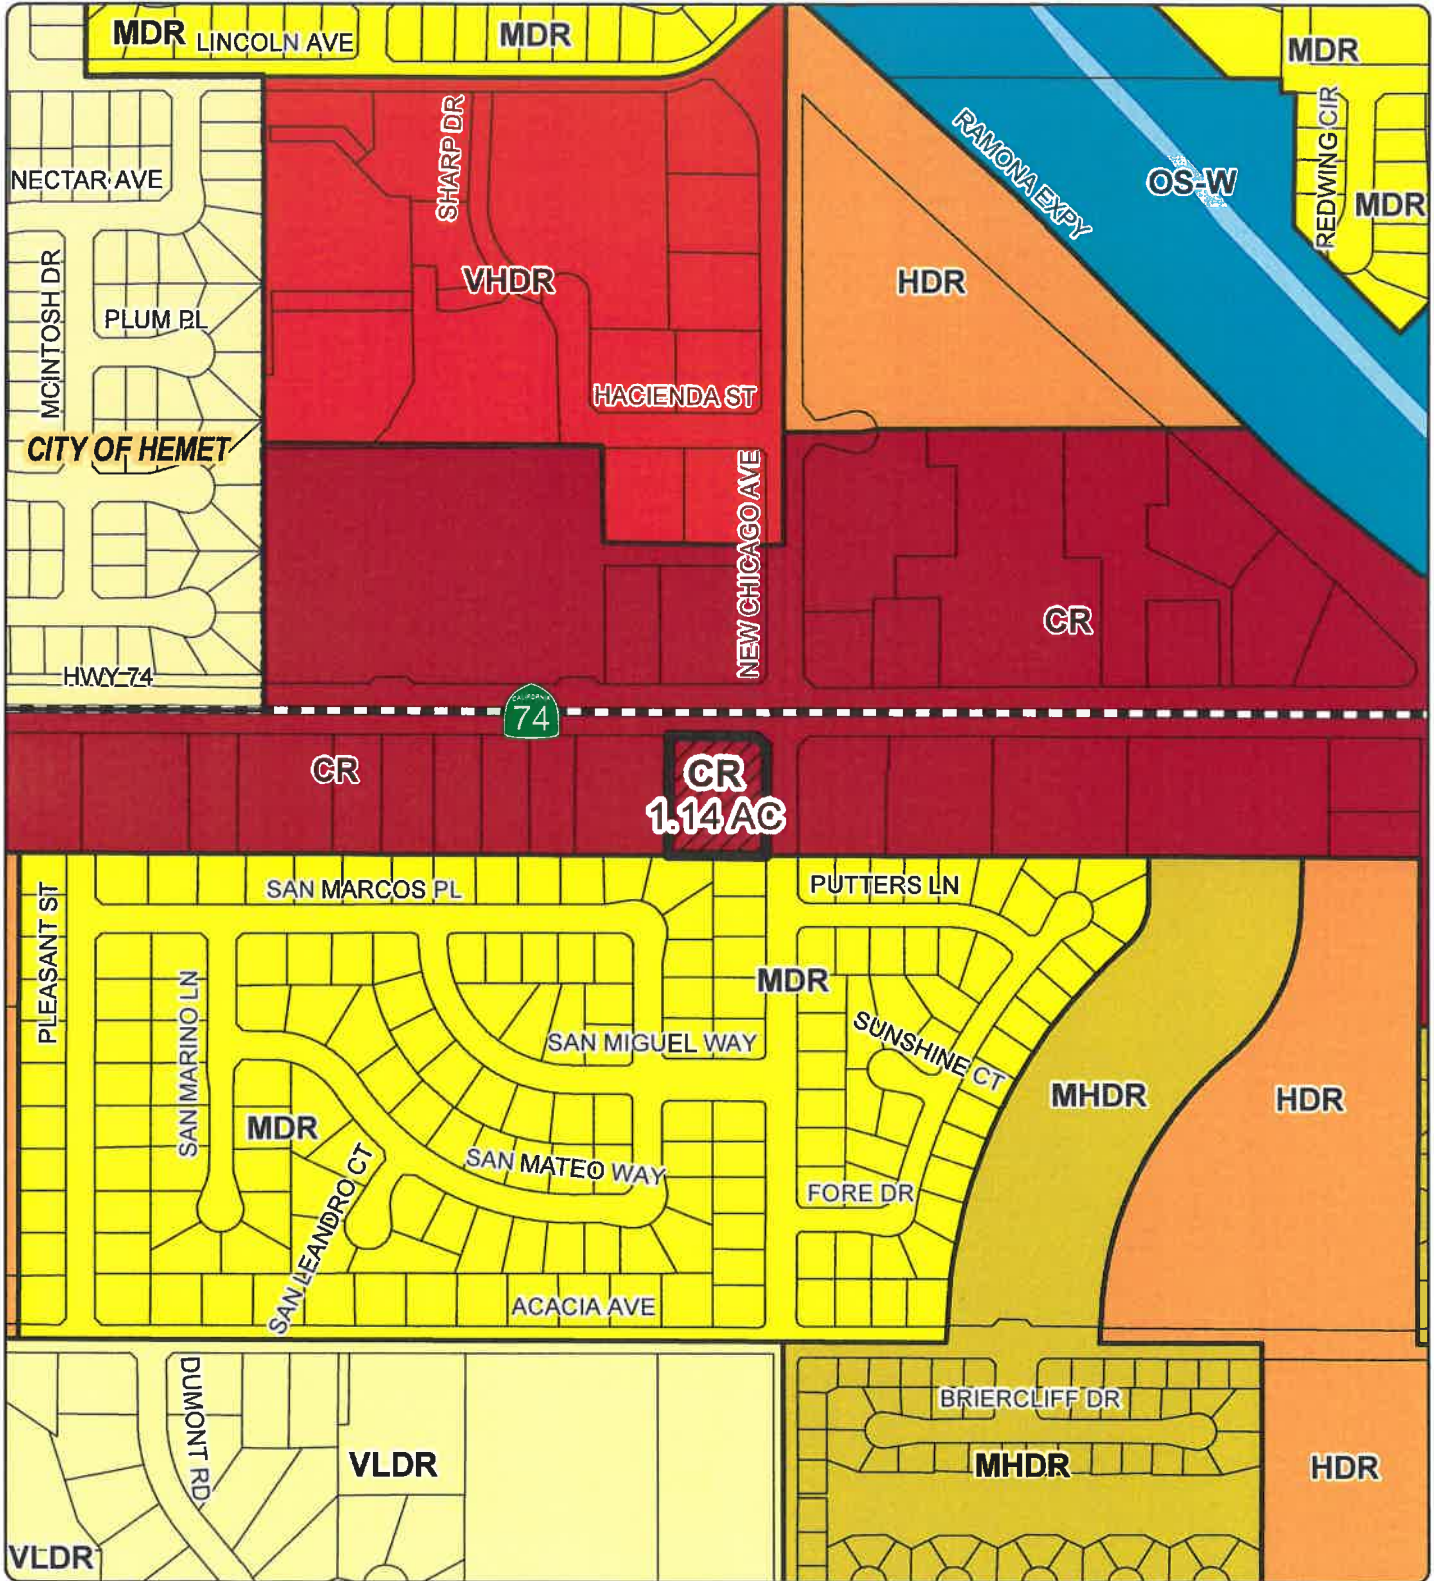 MDR
LINCOLN AVE
MDR
MDR
NECTAR AVE
SHARP DR
RAMONA EXPY
OS-W
REDWING CIR
MDR
MCINTOSH DR
PLUM PL
VHDR
HDR
HACIENDA ST
CITY OF HEMET
NEW CHICAGO AVE
CR
HWY 74
CALIFORNIA
74
CR
CR
1.14 AC
PLEASANT ST
SAN MARCOS PL
PUTTERS LN
MDR
SAN MARINO LN
SAN MIGUEL WAY
SUNSHINE CT
MHDR
HDR
MDR
SAN LEANDRO CT
SAN MATEO WAY
FORE DR
ACACIA AVE
DUMONT RD
BRIERCLIFF DR
VLDR
MHDR
HDR
VLDR